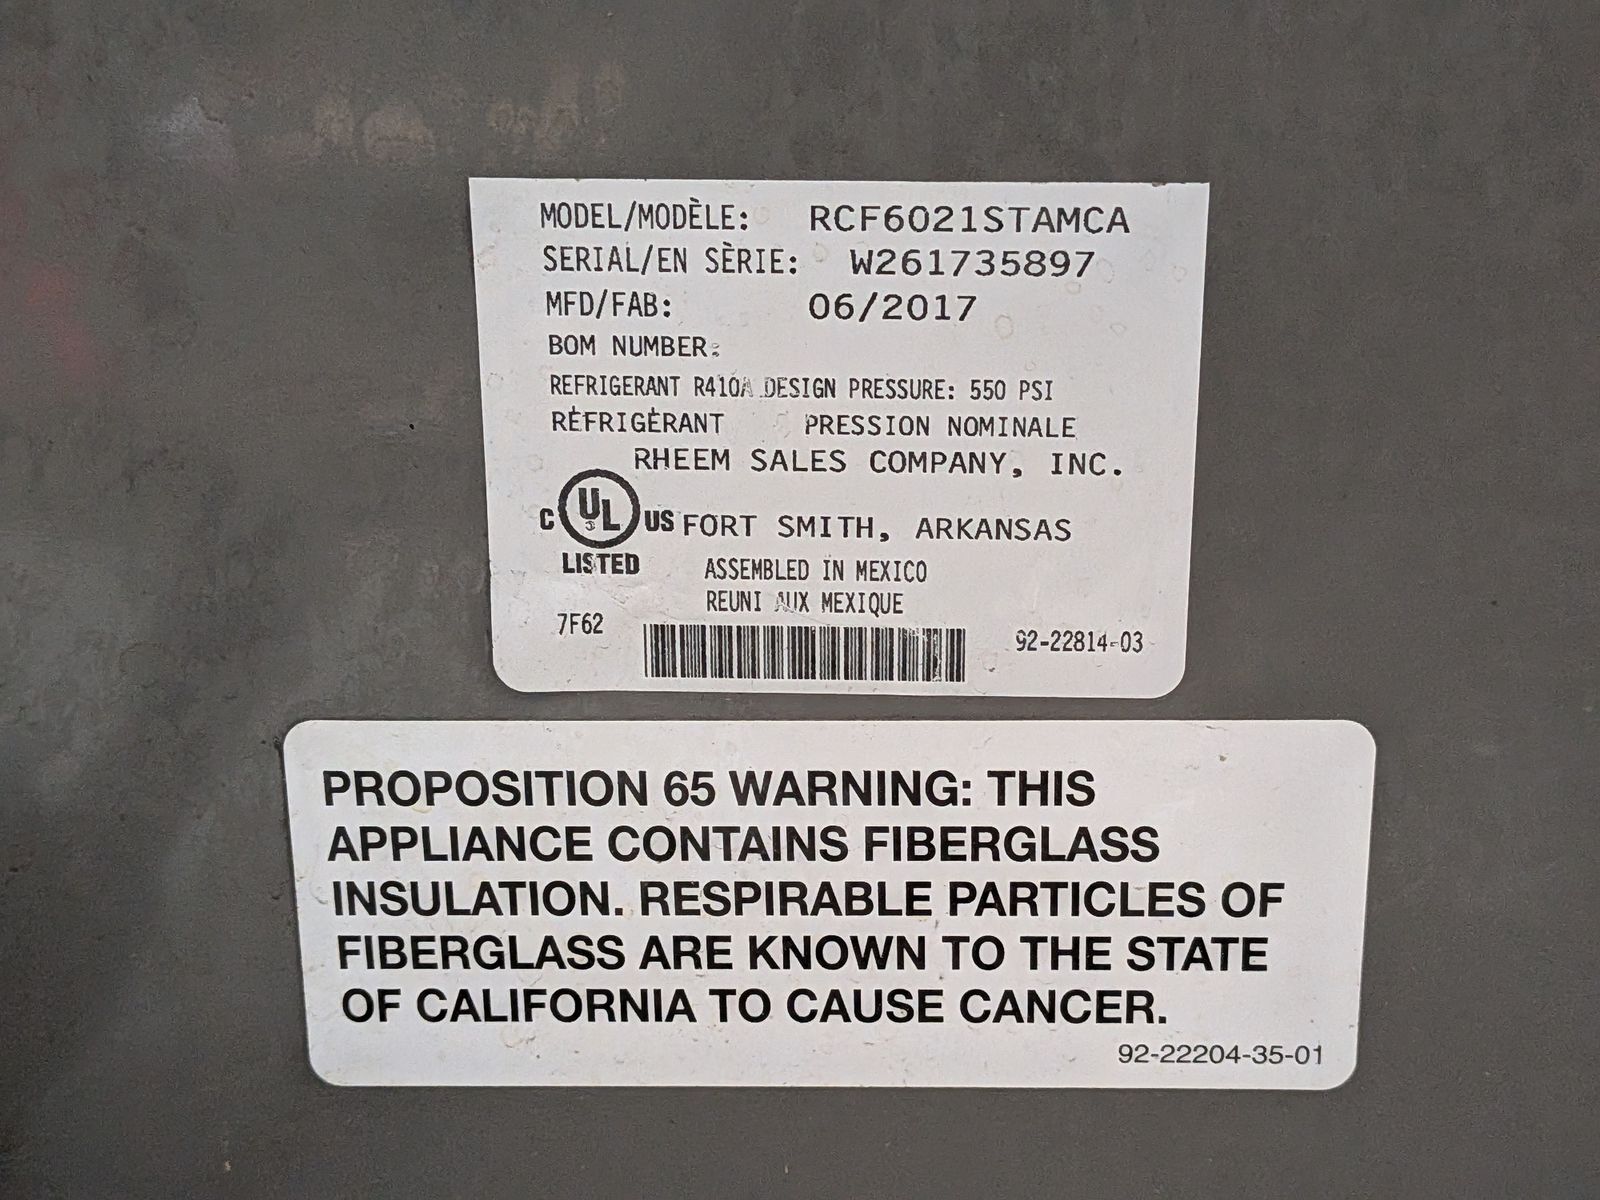 MODEL/MODÈLE: RCF6021STAMCA
SERIAL/EN SÈRIE: W261735897
MFD/FAB: 06/2017
BOM NUMBER:
REFRIGERANT R410A DESIGN PRESSURE: 550 PSI
RÉFRIGÉRANT PRESSION NOMINALE
RHEEM SALES COMPANY, INC.
C UL US FORT SMITH, ARKANSAS
LISTED
ASSEMBLED IN MEXICO
REUNI AUX MEXIQUE
7F62
92-22814-03
PROPOSITION 65 WARNING: THIS
APPLIANCE CONTAINS FIBERGLASS
INSULATION. RESPIRABLE PARTICLES OF
FIBERGLASS ARE KNOWN TO THE STATE
OF CALIFORNIA TO CAUSE CANCER.
92-22204-35-01